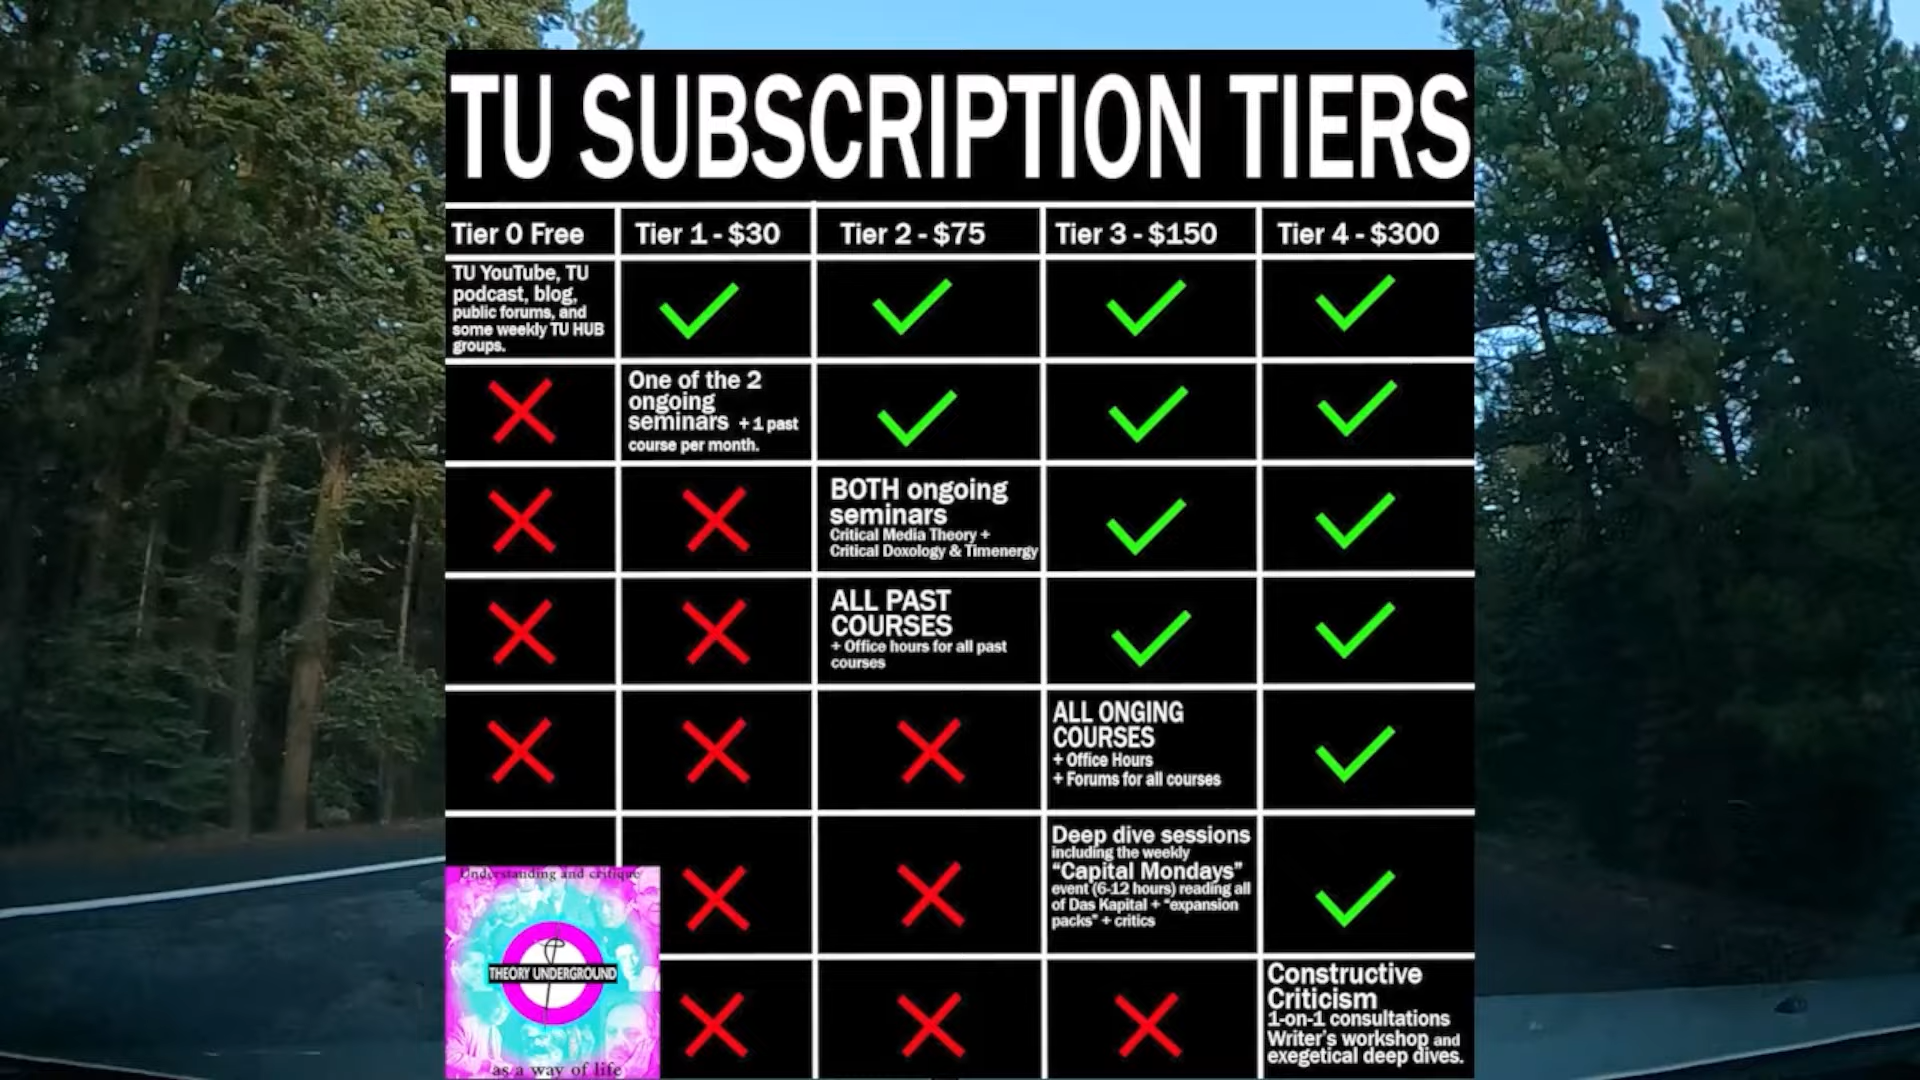 TU SUBSCRIPTION TIERS
Tier 0 Free
Tier 1 - $30
Tier 2 - $75
Tier 3 - $150
Tier 4 - $300
TU YouTube, TU
podcast, blog,
public forums, and
some weekly TU HUB
groups.
One of the 2
ongoing
seminars + 1 past
course per month.
BOTH ongoing
seminars
Critical Media Theory +
Critical Doxology & Timenergy
ALL PAST
COURSES
+ Office hours for all past
courses
ALL ONGING
COURSES
+ Office Hours
+ Forums for all courses
Deep dive sessions
including the weekly
“Capital Mondays”
event (6-12 hours) reading all
of Das Kapital + “expansion
packs” + critics
Constructive
Criticism
1-on-1 consultations
Writer’s workshop and
exegetical deep dives.
Understanding and critique
THEORY UNDERGROUND
as a way of life